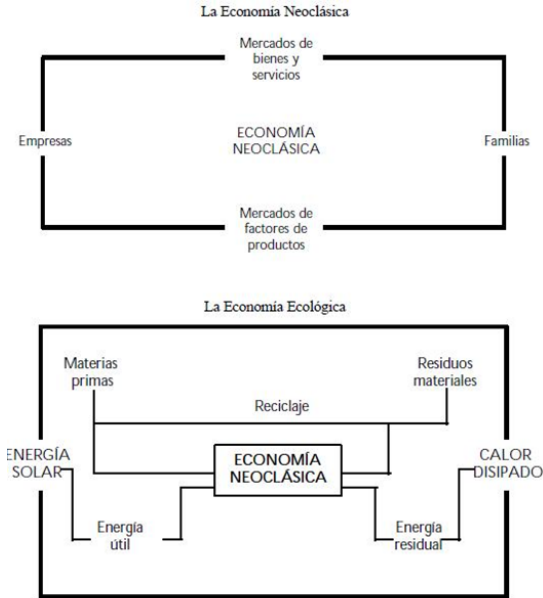 La Economía Neoclásica
Mercados de
bienes y
servicios
Empresas
ECONOMÍA
NEOCLÁSICA
Familias
Mercados de
factores de
productos
La Economía Ecológica
Materias
primas
Residuos
materiales
Reciclaje
ENERGÍA
SOLAR
ECONOMÍA
NEOCLÁSICA
CALOR
DISIPADO
Energía
útil
Energía
residual